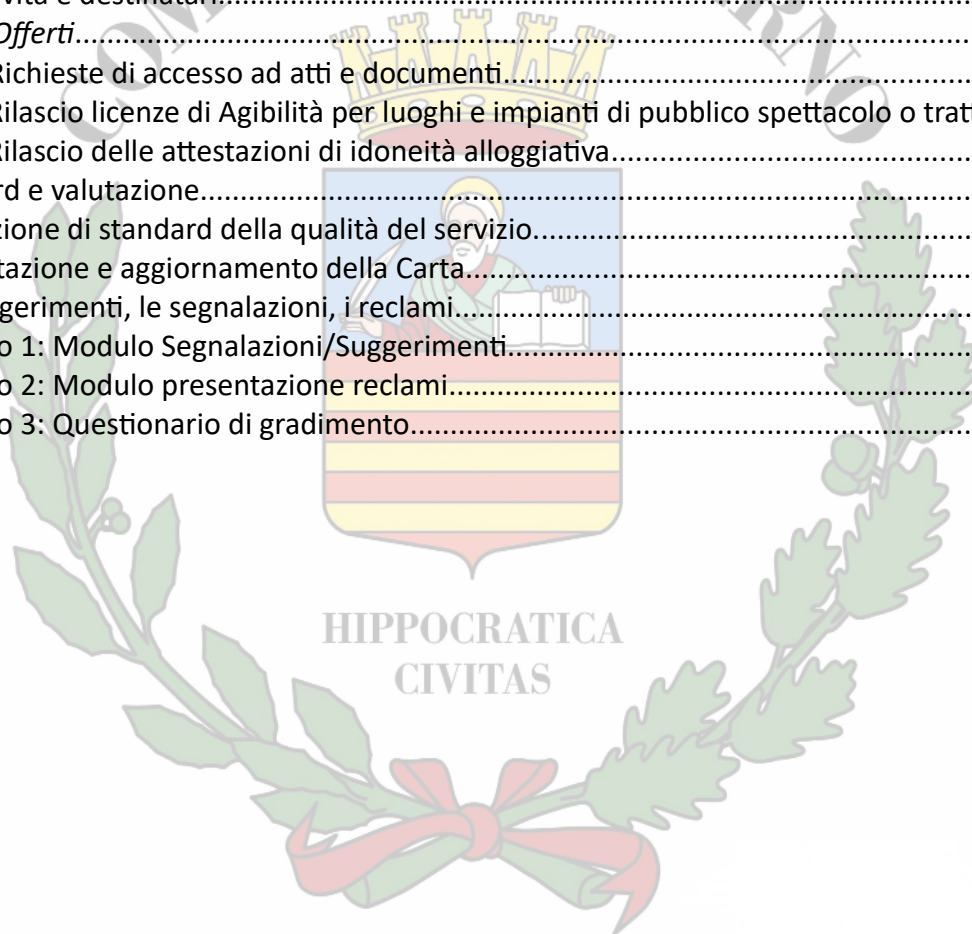 vità e destinatari..........................................................................................
Offerti..........................................................................................................
Richieste di accesso ad atti e documenti.......................................................
Rilascio licenze di Agibilità per luoghi e impianti di pubblico spettacolo o trat
Rilascio delle attestazioni di idoneità alloggiativa..........................................
rd e valutazione...........................................................................................
zione di standard della qualità del servizio....................................................
tazione e aggiornamento della Carta.............................................................
gerimenti, le segnalazioni, i reclami..............................................................
o 1: Modulo Segnalazioni/Suggerimenti.......................................................
o 2: Modulo presentazione reclami...............................................................
o 3: Questionario di gradimento...................................................................
COM
RNO
HIPPOCRATICA
CIVITAS